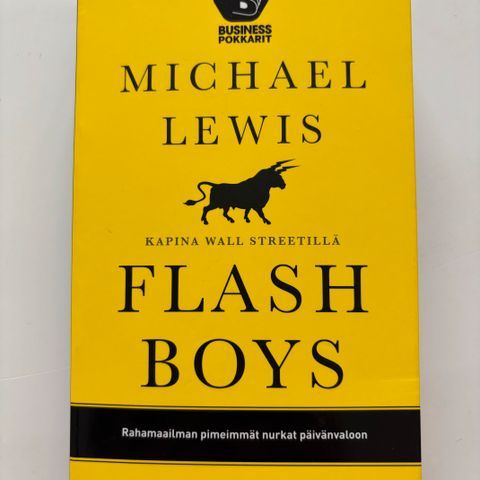 B
BUSINESS
POKKARIT
MICHAEL
LEWIS
KAPINA WALL STREETILLÄ
FLASH
BOYS
Rahamaailman pimeimmät nurkat päivänvaloon